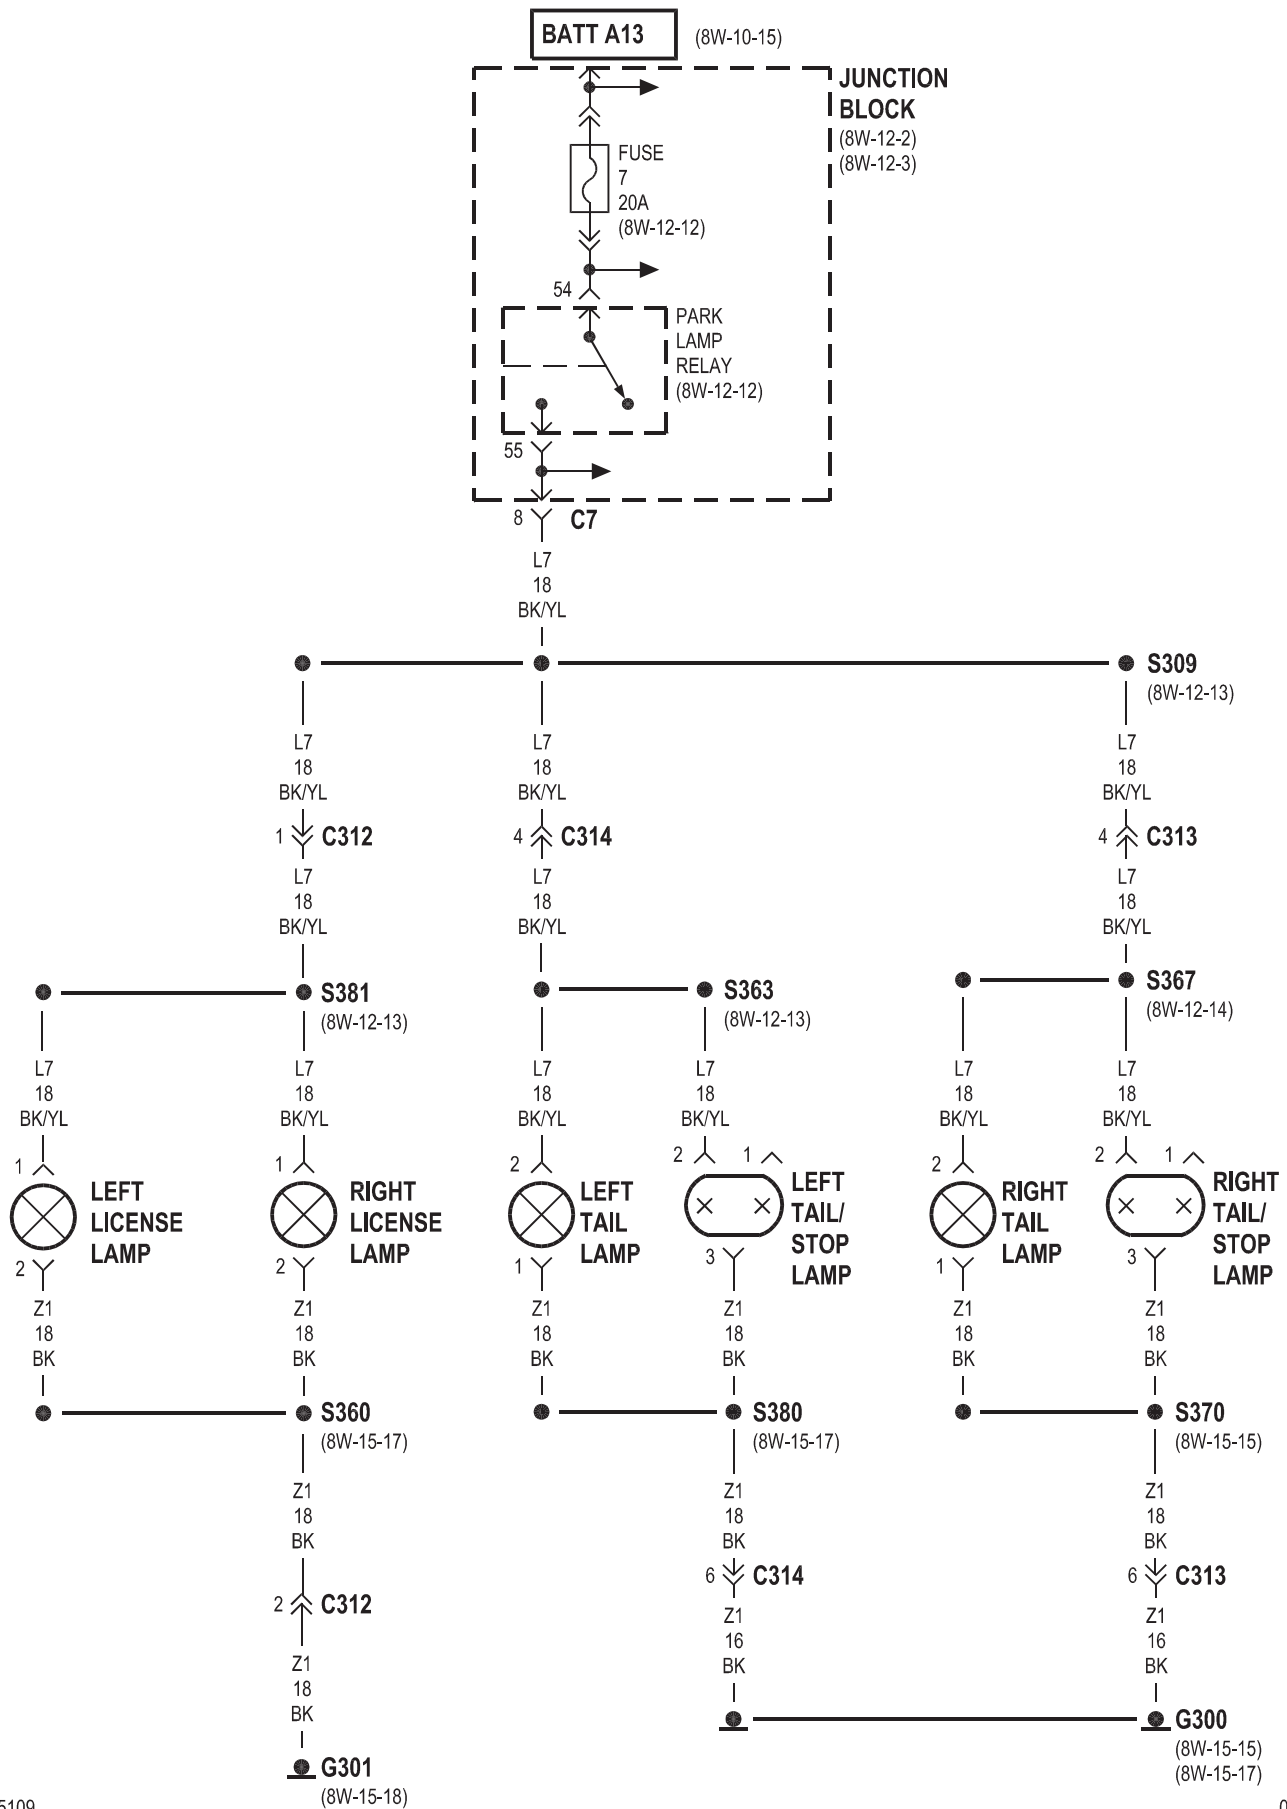 BATT A13
(8W-10-15)
JUNCTION
BLOCK
(8W-12-2)
(8W-12-3)
FUSE
7
20A
(8W-12-12)
54
PARK
LAMP
RELAY
(8W-12-12)
55
8
C7
L7
18
BK/YL
S309
(8W-12-13)
L7
18
BK/YL
L7
18
BK/YL
L7
18
BK/YL
1
C312
4
C314
4
C313
L7
18
BK/YL
L7
18
BK/YL
L7
18
BK/YL
S381
(8W-12-13)
S363
(8W-12-13)
S367
(8W-12-14)
L7
18
BK/YL
L7
18
BK/YL
L7
18
BK/YL
L7
18
BK/YL
L7
18
BK/YL
L7
18
BK/YL
1
LEFT
LICENSE
LAMP
2
1
RIGHT
LICENSE
LAMP
2
2
LEFT
TAIL
LAMP
1
2
1
LEFT
TAIL/
STOP
LAMP
3
2
RIGHT
TAIL
LAMP
1
2
1
RIGHT
TAIL/
STOP
LAMP
3
Z1
18
BK
Z1
18
BK
Z1
18
BK
Z1
18
BK
Z1
18
BK
Z1
18
BK
S360
(8W-15-17)
S380
(8W-15-17)
S370
(8W-15-15)
Z1
18
BK
Z1
18
BK
Z1
18
BK
2
C312
6
C314
6
C313
Z1
18
BK
Z1
16
BK
Z1
16
BK
G301
(8W-15-18)
G300
(8W-15-15)
(8W-15-17)